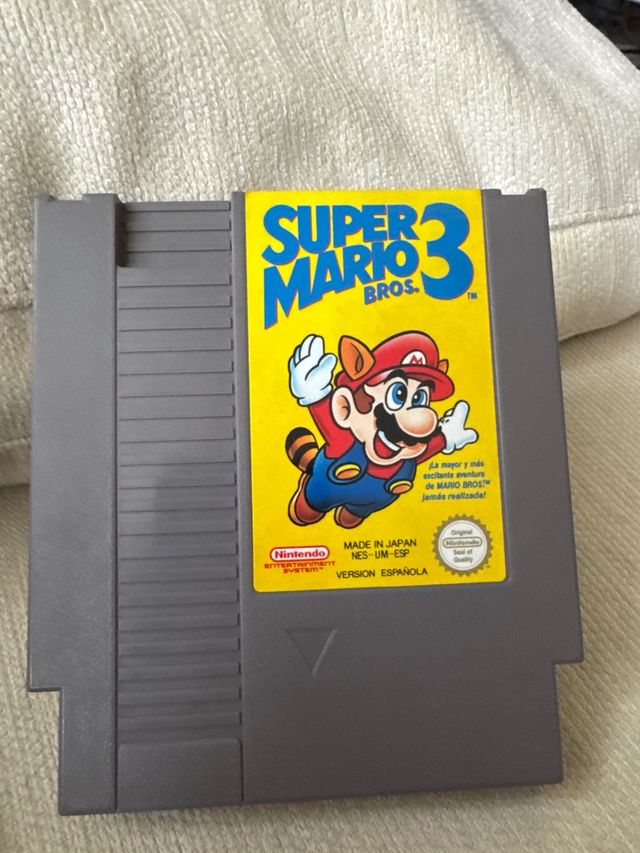 SUPER
MARIO
BROS. 3 ™
M
¡La mayor y más
excitante aventura
de MARIO BROS!™
jamás realizada!
Nintendo
ENTERTAINMENT
SYSTEM™
MADE IN JAPAN
NES-UM-ESP
VERSION ESPAÑOLA
Original
Nintendo
Seal of
Quality